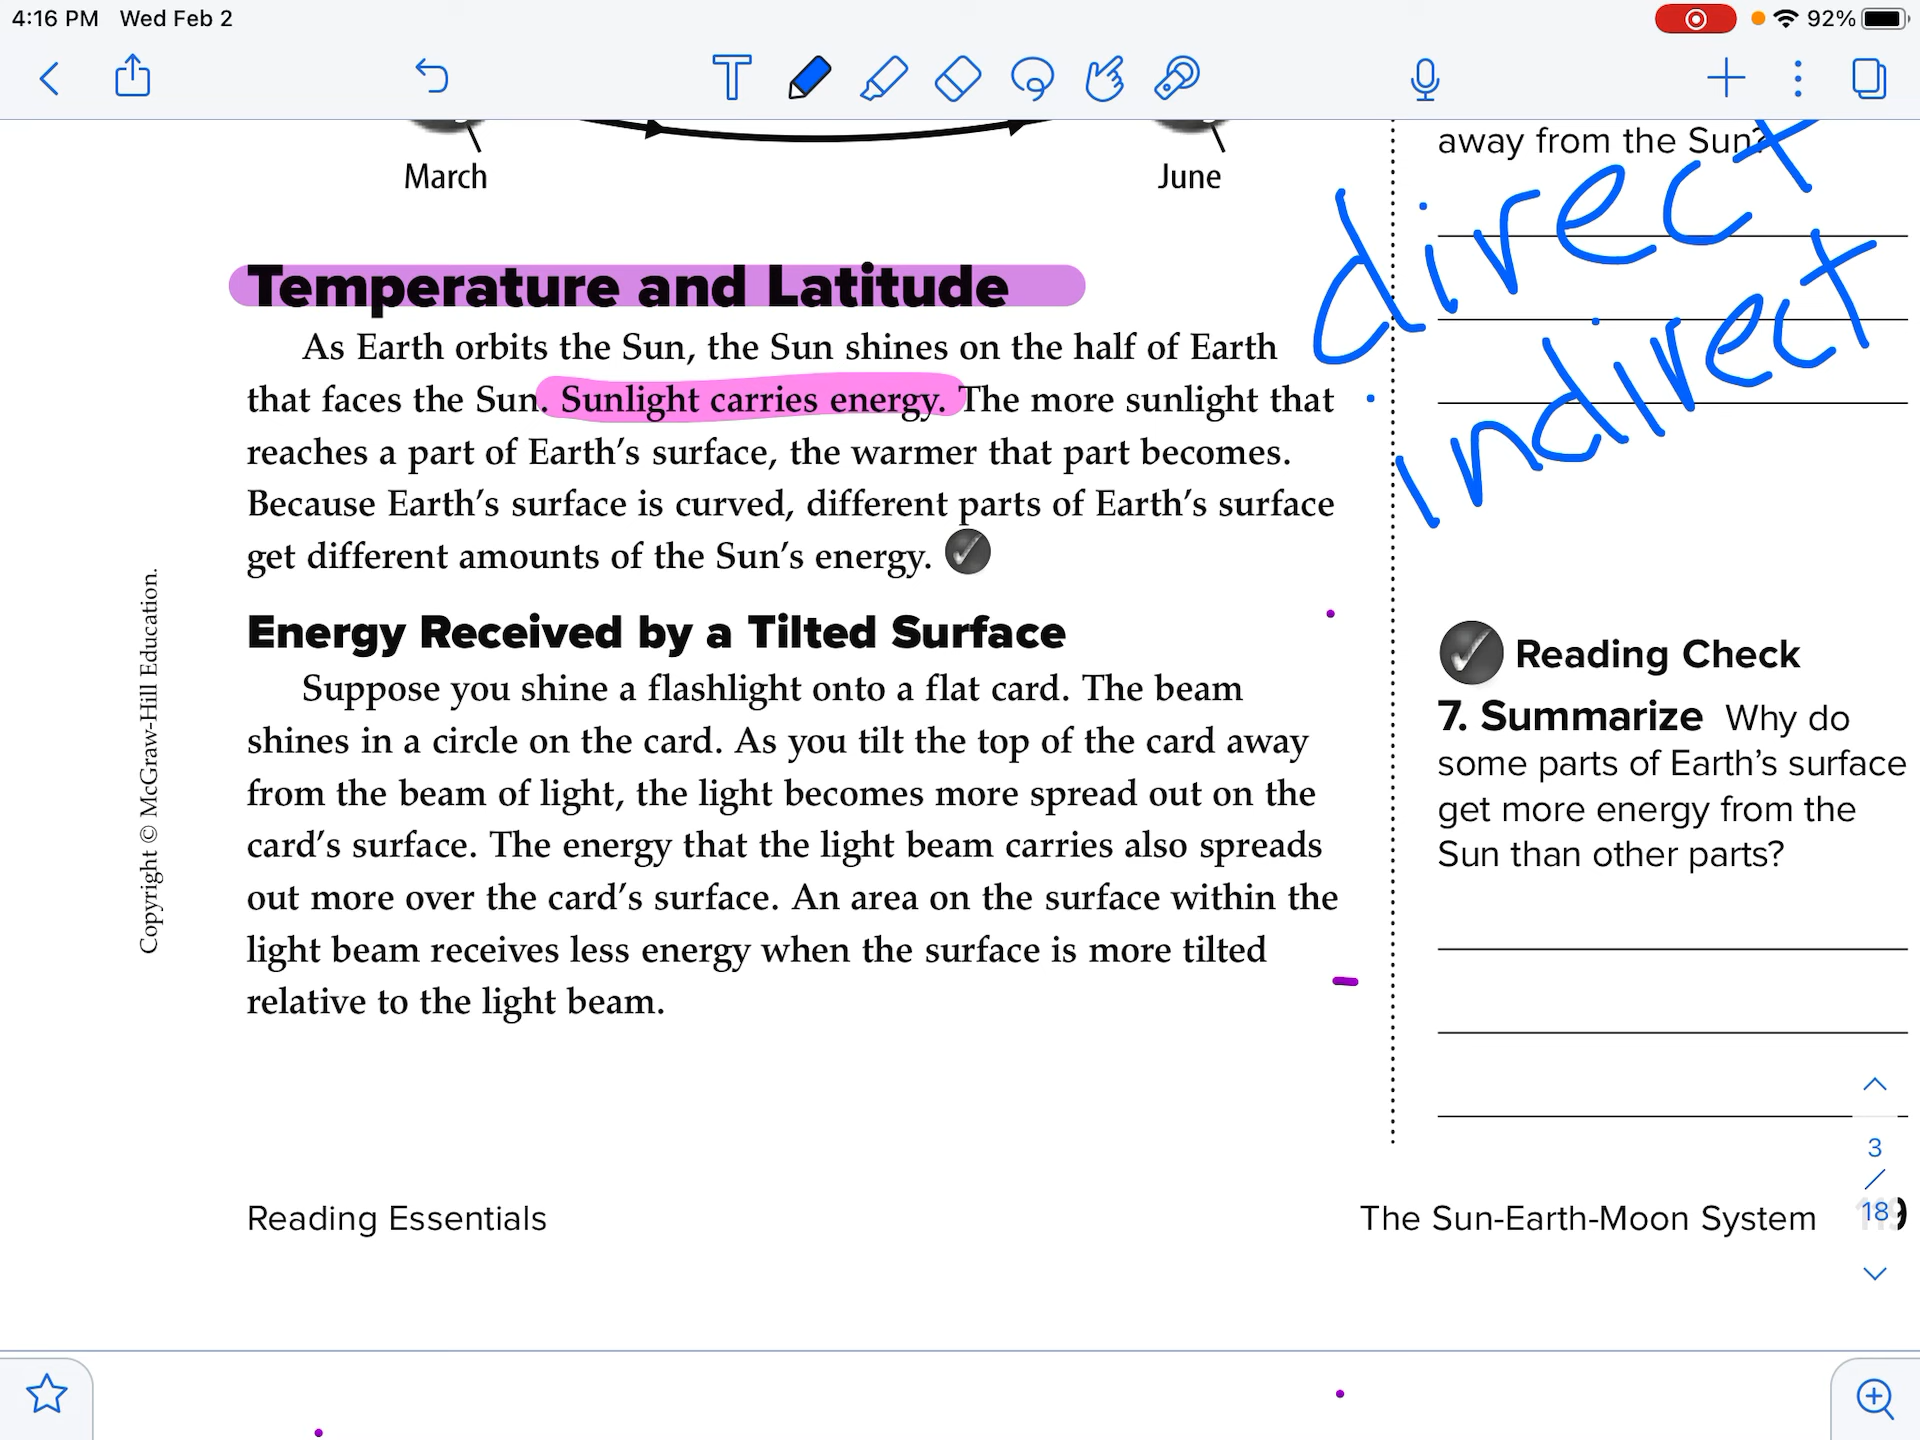 4:16 PM Wed Feb 2
92%
March
June
away from the Sun?
direct
indirect
Temperature and Latitude
As Earth orbits the Sun, the Sun shines on the half of Earth
that faces the Sun. Sunlight carries energy. The more sunlight that
reaches a part of Earth’s surface, the warmer that part becomes.
Because Earth’s surface is curved, different parts of Earth’s surface
get different amounts of the Sun’s energy.
Energy Received by a Tilted Surface
Suppose you shine a flashlight onto a flat card. The beam
shines in a circle on the card. As you tilt the top of the card away
from the beam of light, the light becomes more spread out on the
card’s surface. The energy that the light beam carries also spreads
out more over the card’s surface. An area on the surface within the
light beam receives less energy when the surface is more tilted
relative to the light beam.
Reading Check
7. Summarize Why do
some parts of Earth’s surface
get more energy from the
Sun than other parts?
Copyright © McGraw-Hill Education.
Reading Essentials
The Sun-Earth-Moon System 119
3
/
18